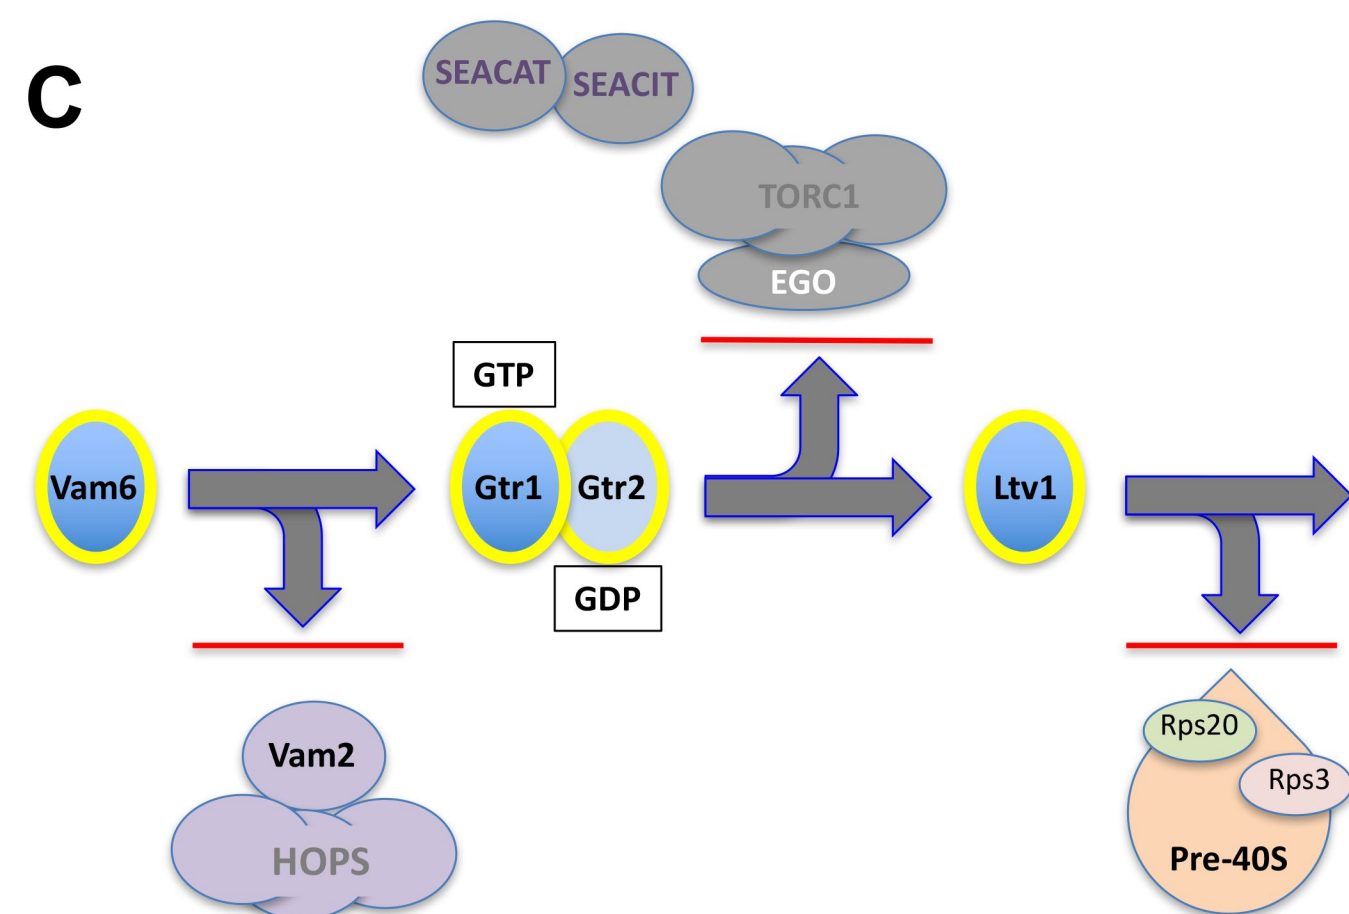 C
SEACAT
SEACIT
TORC1
EGO
GTP
Vam6
Gtr1
Gtr2
Ltv1
GDP
Vam2
HOPS
Rps20
Rps3
Pre-40S